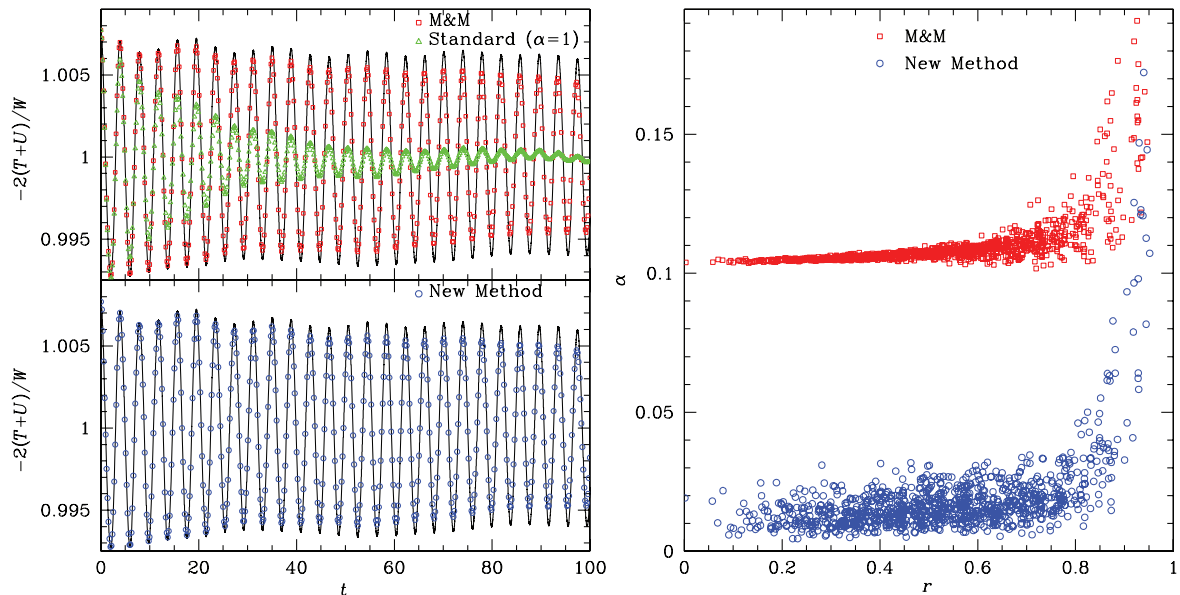 M&M
Standard (α=1)
1.005
1
0.995
−2(T+U)/W
New Method
1.005
1
0.995
−2(T+U)/W
0 20 40 60 80 100
t
M&M
New Method
0.15
0.1
0.05
0
α
0 0.2 0.4 0.6 0.8 1
r